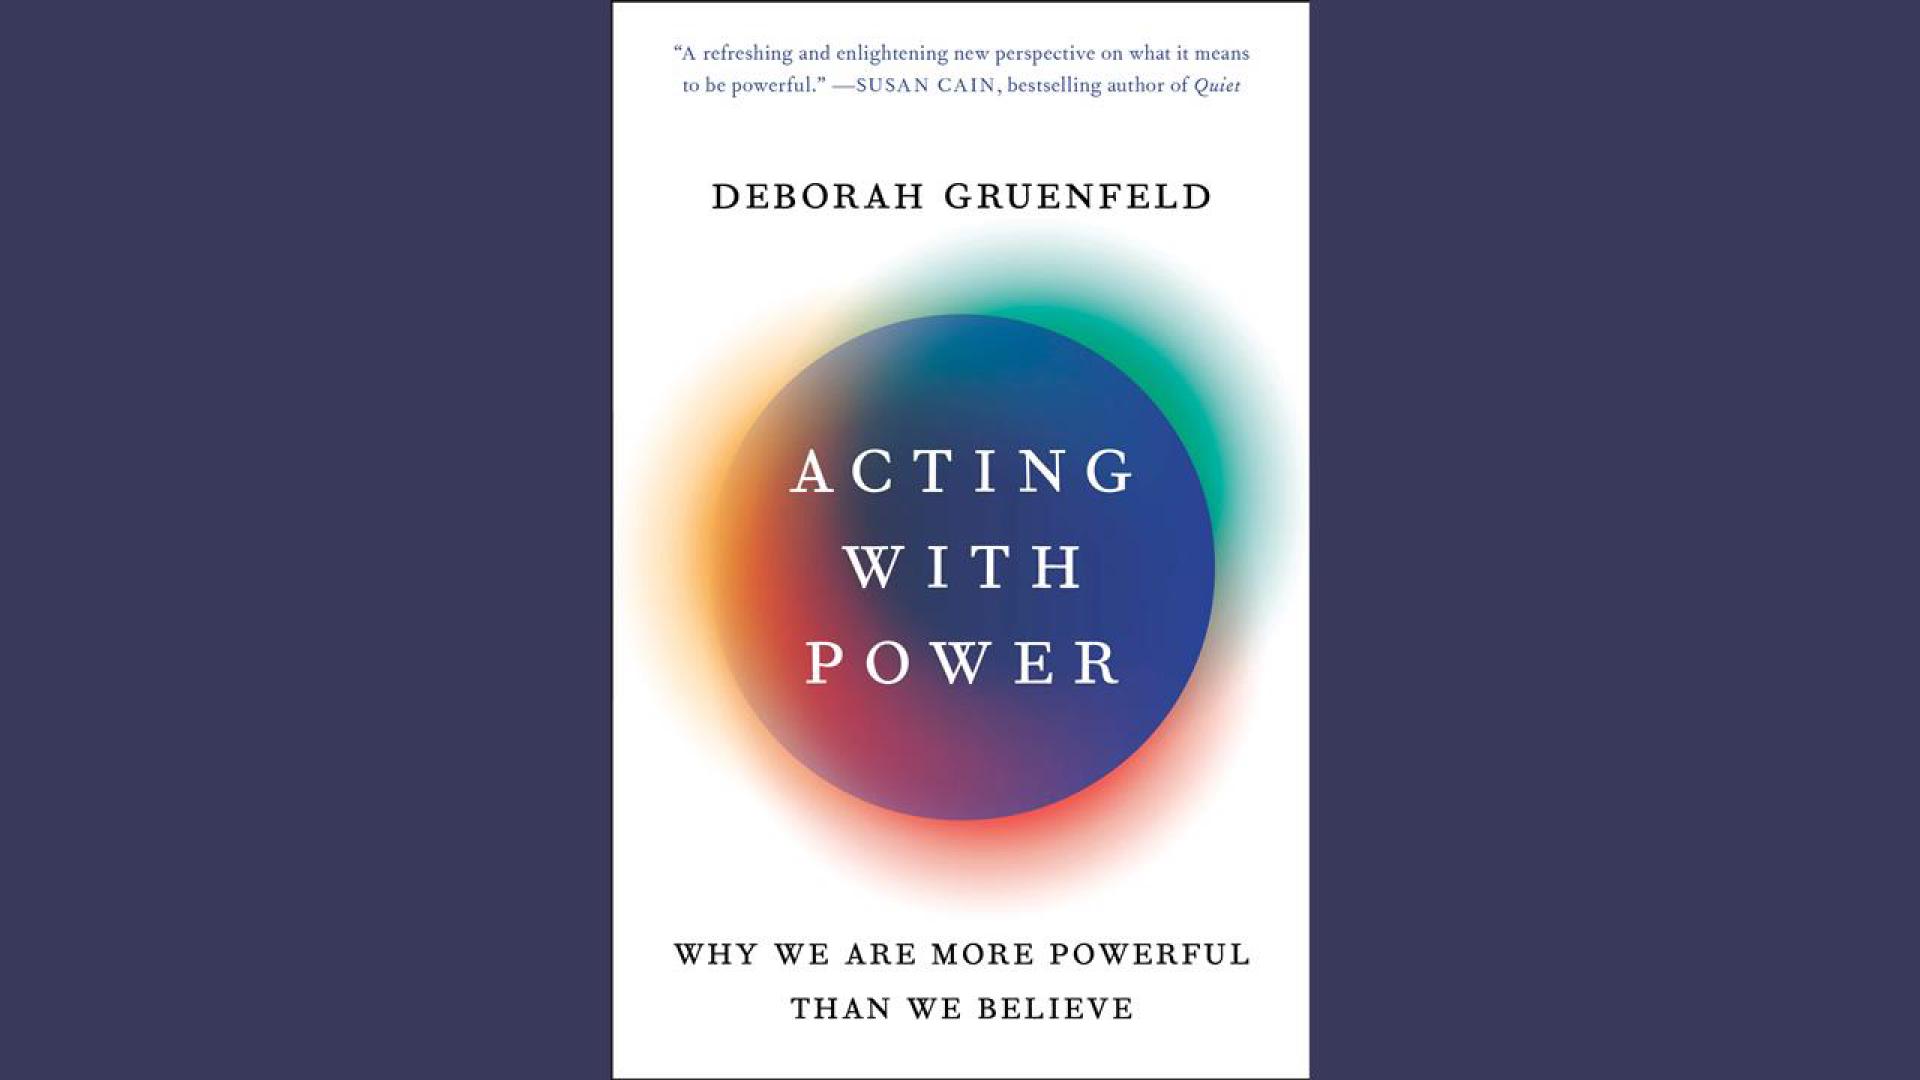 “A refreshing and enlightening new perspective on what it means
to be powerful.” —SUSAN CAIN, bestselling author of Quiet
DEBORAH GRUENFELD
ACTING
WITH
POWER
WHY WE ARE MORE POWERFUL
THAN WE BELIEVE